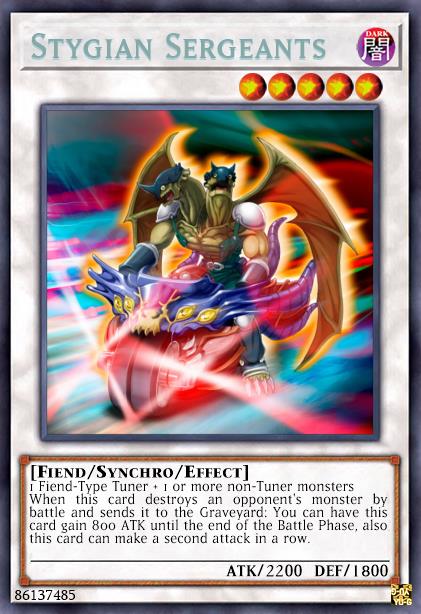 Stygian Sergeants
DARK
闇
[Fiend/Synchro/Effect]
1 Fiend-Type Tuner + 1 or more non-Tuner monsters
When this card destroys an opponent's monster by
battle and sends it to the Graveyard: You can have this
card gain 800 ATK until the end of the Battle Phase, also
this card can make a second attack in a row.
ATK/2200 DEF/1800
86137485